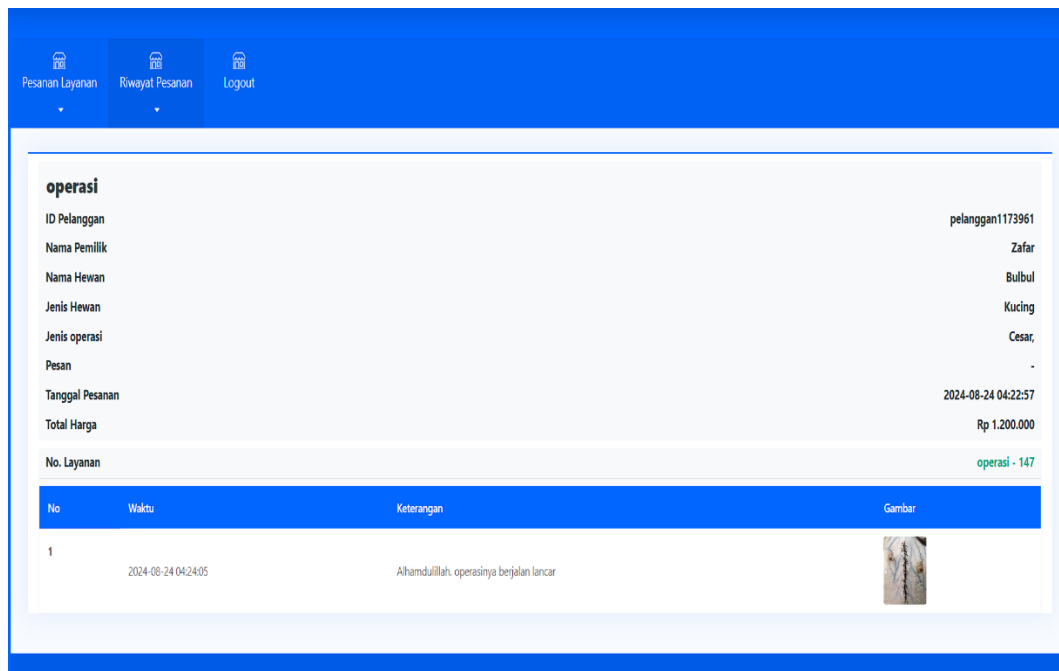 Pesanan Layanan Riwayat Pesanan Logout
operasi
ID Pelanggan pelanggan1173961
Nama Pemilik Zafar
Nama Hewan Bulbul
Jenis Hewan Kucing
Jenis operasi Cesar,
Pesan -
Tanggal Pesanan 2024-08-24 04:22:57
Total Harga Rp 1.200.000
No. Layanan operasi - 147
No Waktu Keterangan Gambar
1
2024-08-24 04:24:05 Alhamdulillah. operasinya berjalan lancar